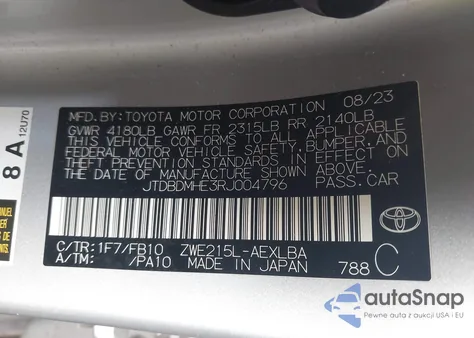 MFD.BY: TOYOTA MOTOR CORPORATION 08/23
GVWR 4180LB GAWR FR 2315LB RR 2140LB
THIS VEHICLE CONFORMS TO ALL APPLICABLE
FEDERAL MOTOR VEHICLE SAFETY, BUMPER, AND
THEFT PREVENTION STANDARDS IN EFFECT ON
THE DATE OF MANUFACTURE SHOWN ABOVE.
JTDBDMHE3RJ004796 PASS.CAR
C/TR: 1F7/FB10 ZWE215L-AEXLBA
A/TM: /PA10 MADE IN JAPAN 788 C
TOYOTA
8 A
12U70
autoSnap
Pewne auta z aukcji USA i EU